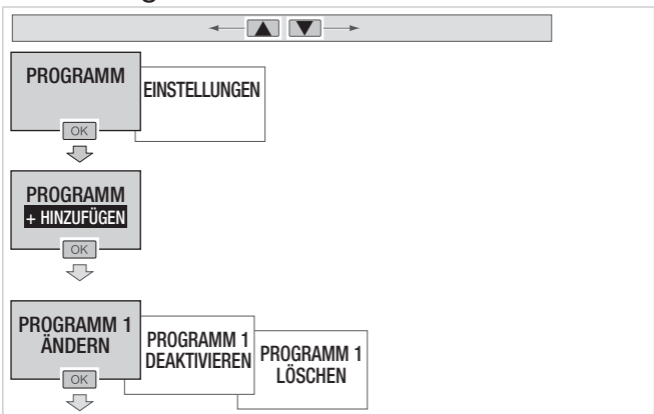 PROGRAMM
EINSTELLUNGEN
OK
PROGRAMM
+ HINZUFÜGEN
OK
PROGRAMM 1
ÄNDERN
PROGRAMM 1
DEAKTIVIEREN
PROGRAMM 1
LÖSCHEN
OK